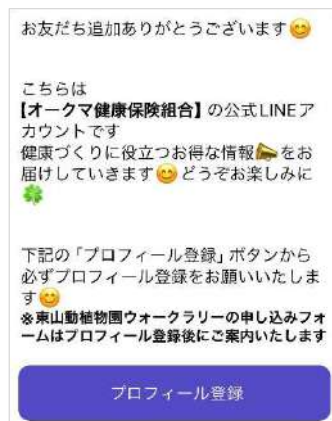 お友だち追加ありがとうございます😊
こちらは
【オークマ健康保険組合】の公式LINEア
カウントです
健康づくりに役立つお得な情報📣をお
届けしていきます😊どうぞお楽しみに
🍀
下記の「プロフィール登録」ボタンから
必ずプロフィール登録をお願いいたしま
す😊
※東山動植物園ウォークラリーの申し込みフォ
ームはプロフィール登録後にご案内いたします
プロフィール登録